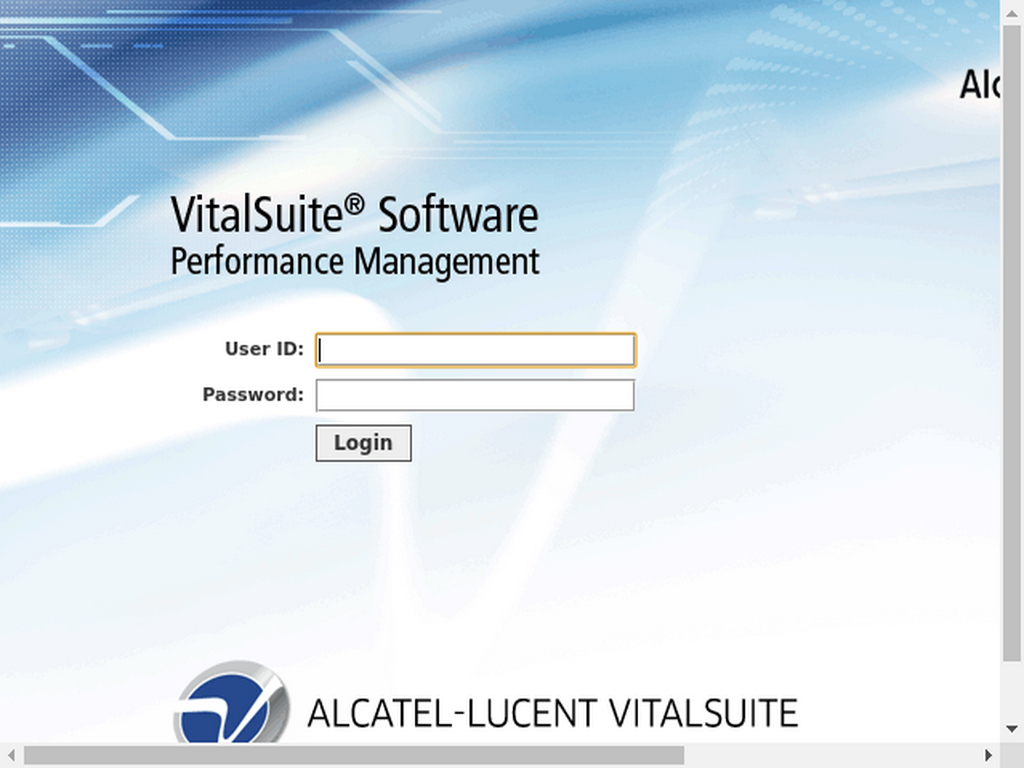 VitalSuite® Software
Performance Management
User ID:
Password:
Login
ALCATEL-LUCENT VITALSUITE